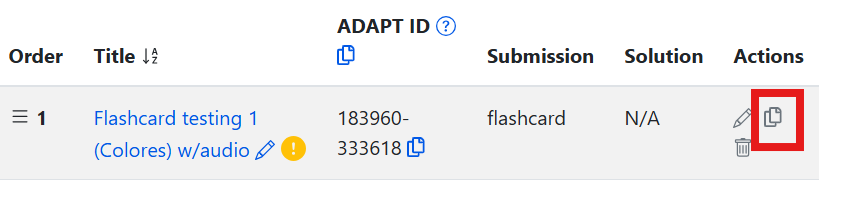 ADAPT ID
Order Title Submission Solution Actions
1 Flashcard testing 1 183960- flashcard N/A
(Colores) w/audio 333618